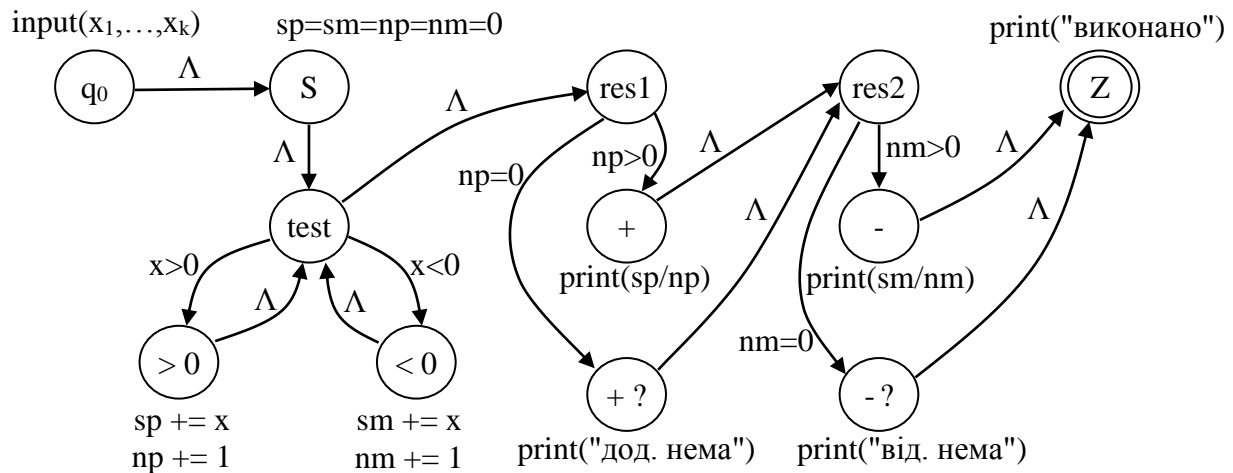 input(x₁,…,xₖ)
sp=sm=np=nm=0
print("виконано")
q₀
Λ
S
res1
res2
Z
Λ
Λ
np>0
Λ
nm>0
Λ
np=0
Λ
Λ
test
+
-
print(sp/np)
print(sm/nm)
x>0
x<0
Λ
Λ
nm=0
> 0
< 0
+ ?
- ?
sp += x
sm += x
print("дод. нема")
print("від. нема")
np += 1
nm += 1